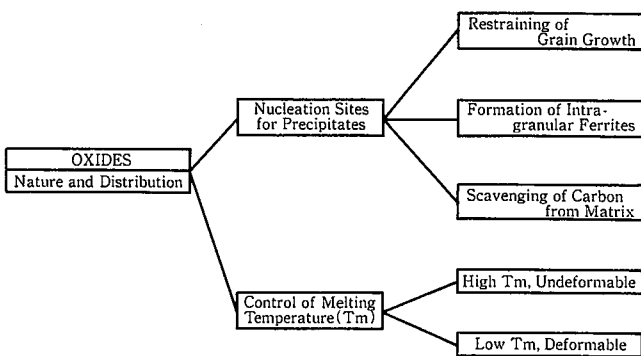 OXIDES
Nature and Distribution
Nucleation Sites
for Precipitates
Control of Melting
Temperature(Tm)
Restraining of
Grain Growth
Formation of Intra-
granular Ferrites
Scavenging of Carbon
from Matrix
High Tm, Undeformable
Low Tm, Deformable